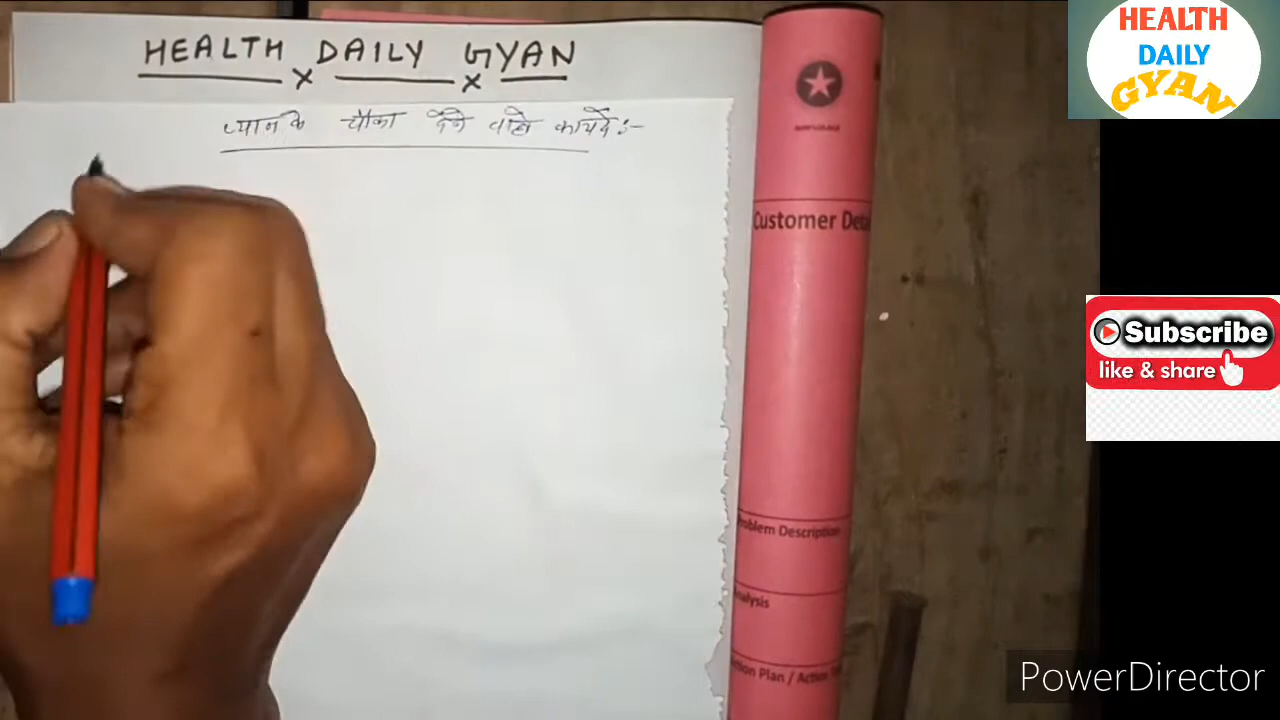 HEALTH DAILY GYAN
ध्यान के चौका देने वाले फायदे :-
HEALTH
DAILY
GYAN
Customer Deta
Subscribe
like & share
Problem Description
Analysis
Action Plan / Action
PowerDirector